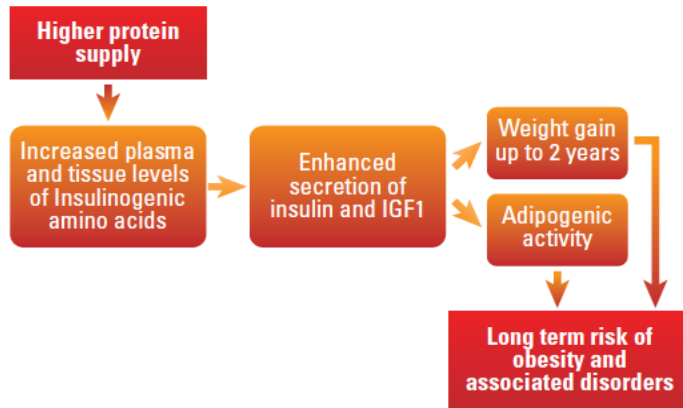 Higher protein
supply
Increased plasma
and tissue levels
of Insulinogenic
amino acids
Enhanced
secretion of
insulin and IGF1
Weight gain
up to 2 years
Adipogenic
activity
Long term risk of
obesity and
associated disorders